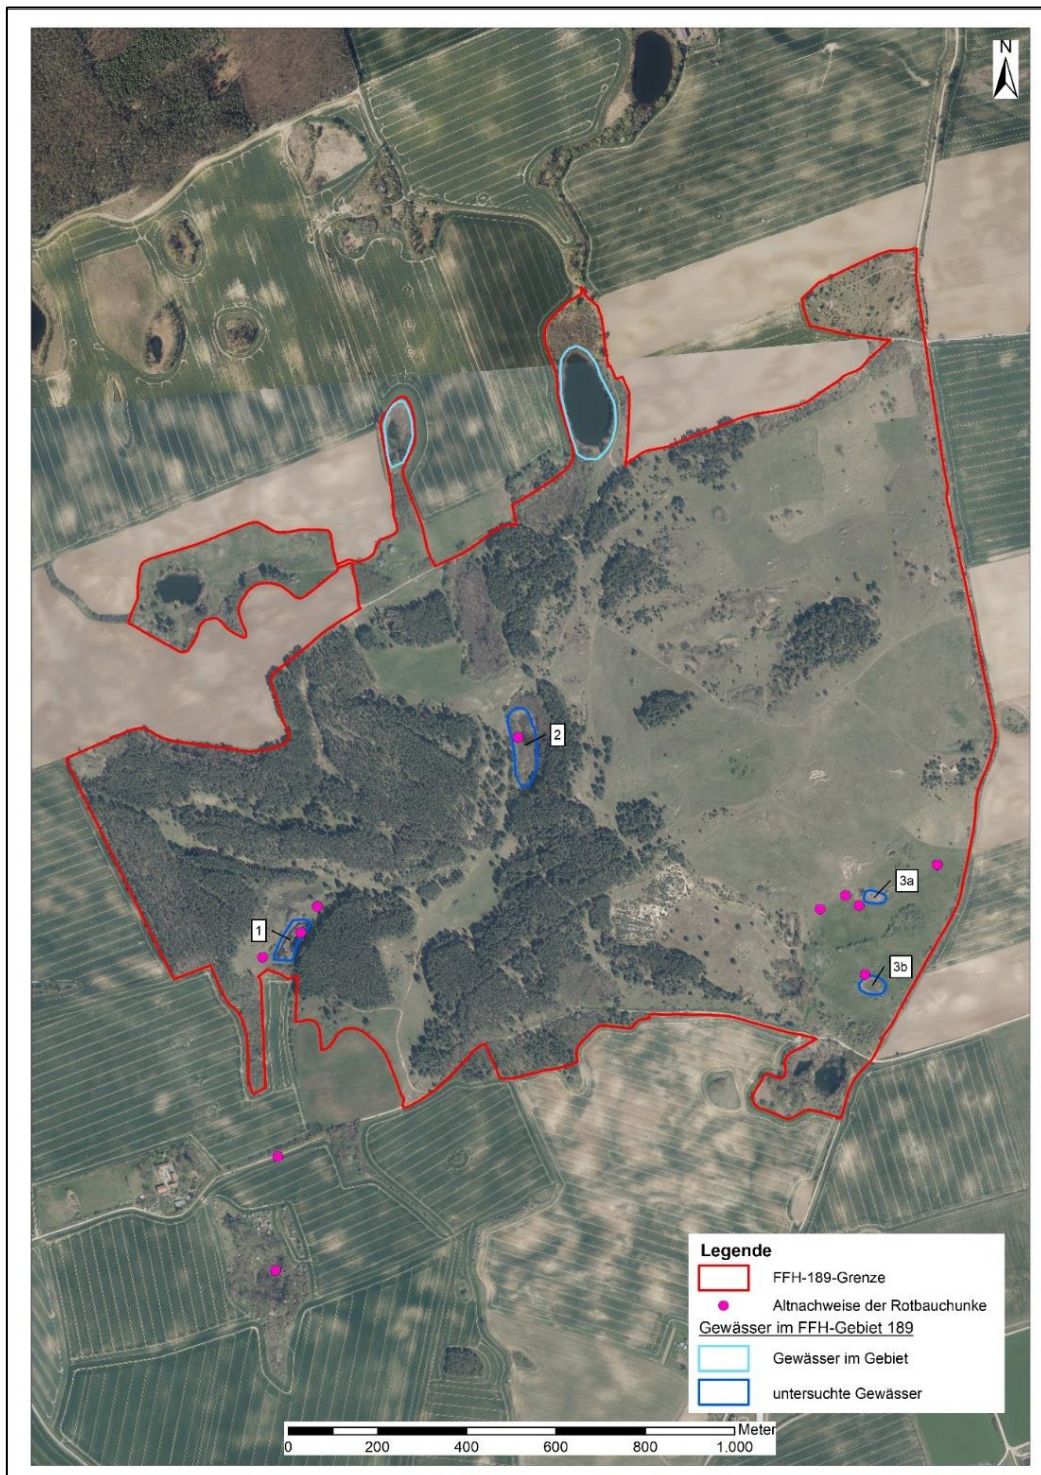 N
2
3a
1
3b
Legende
FFH-189-Grenze
Altnachweise der Rotbauchunke
Gewässer im FFH-Gebiet 189
Gewässer im Gebiet
untersuchte Gewässer
Meter
0 200 400 600 800 1.000